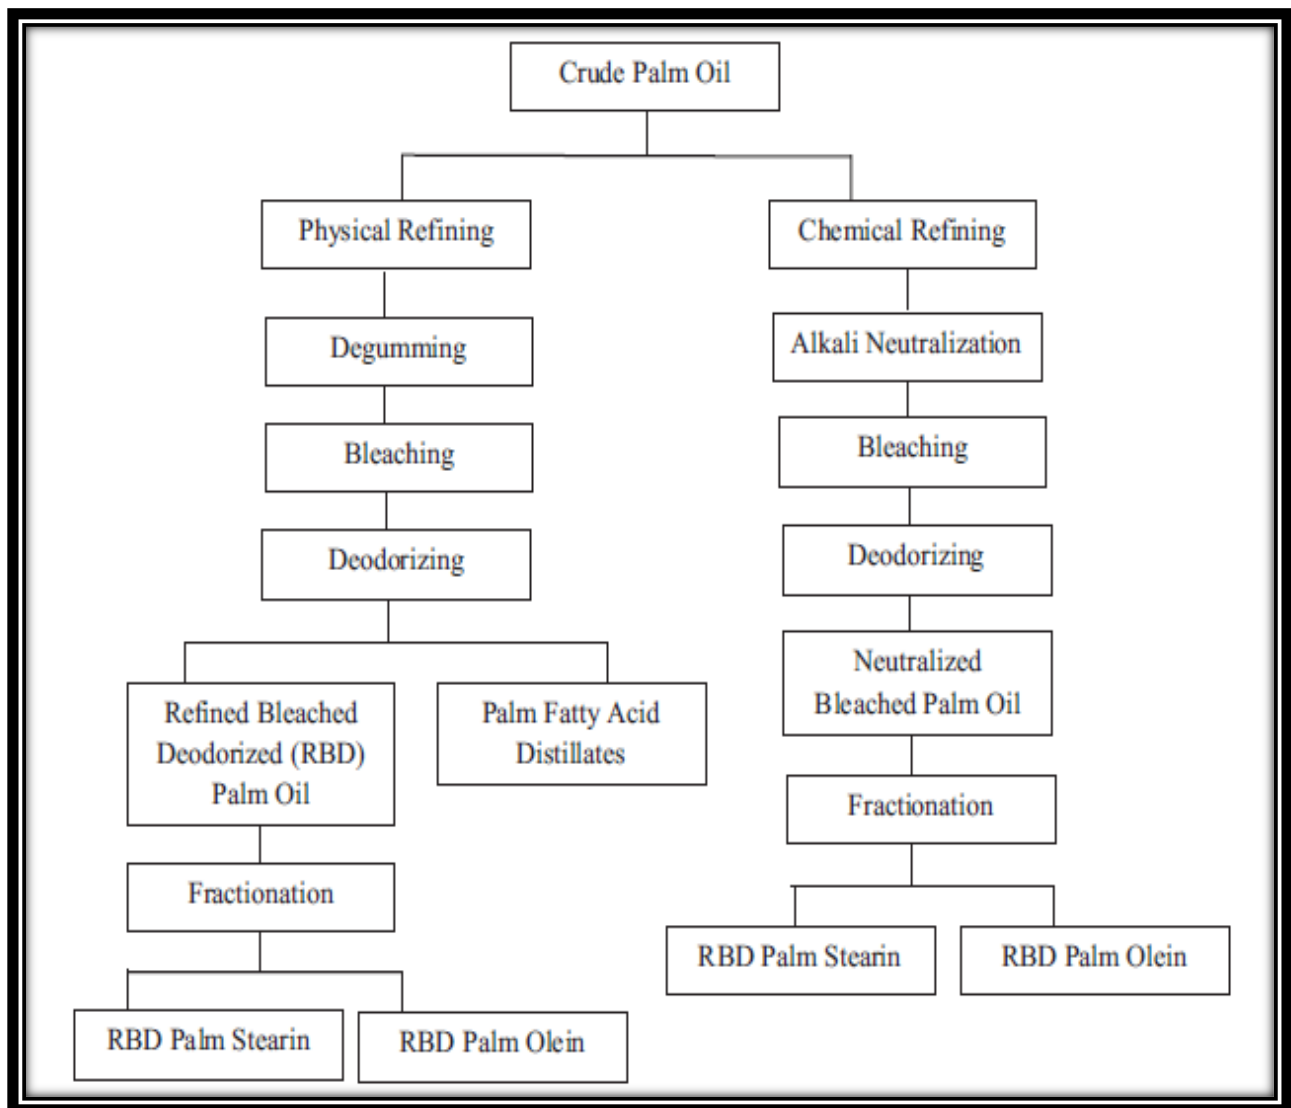 Crude Palm Oil
Physical Refining
Chemical Refining
Degumming
Alkali Neutralization
Bleaching
Bleaching
Deodorizing
Deodorizing
Refined Bleached
Deodorized (RBD)
Palm Oil
Palm Fatty Acid
Distillates
Neutralized
Bleached Palm Oil
Fractionation
Fractionation
RBD Palm Stearin
RBD Palm Olein
RBD Palm Stearin
RBD Palm Olein